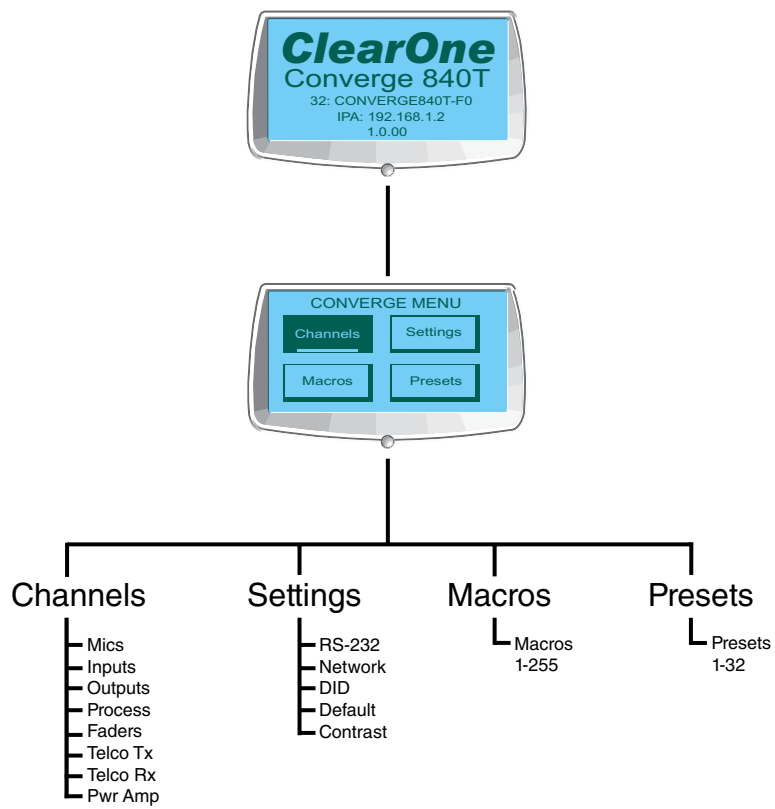 ClearOne
Converge 840T
32: CONVERGE840T-F0
IPA: 192.168.1.2
1.0.00
CONVERGE MENU
Channels
Settings
Macros
Presets
Channels
Mics
Inputs
Outputs
Process
Faders
Telco Tx
Telco Rx
Pwr Amp
Settings
RS-232
Network
DID
Default
Contrast
Macros
Macros
1-255
Presets
Presets
1-32